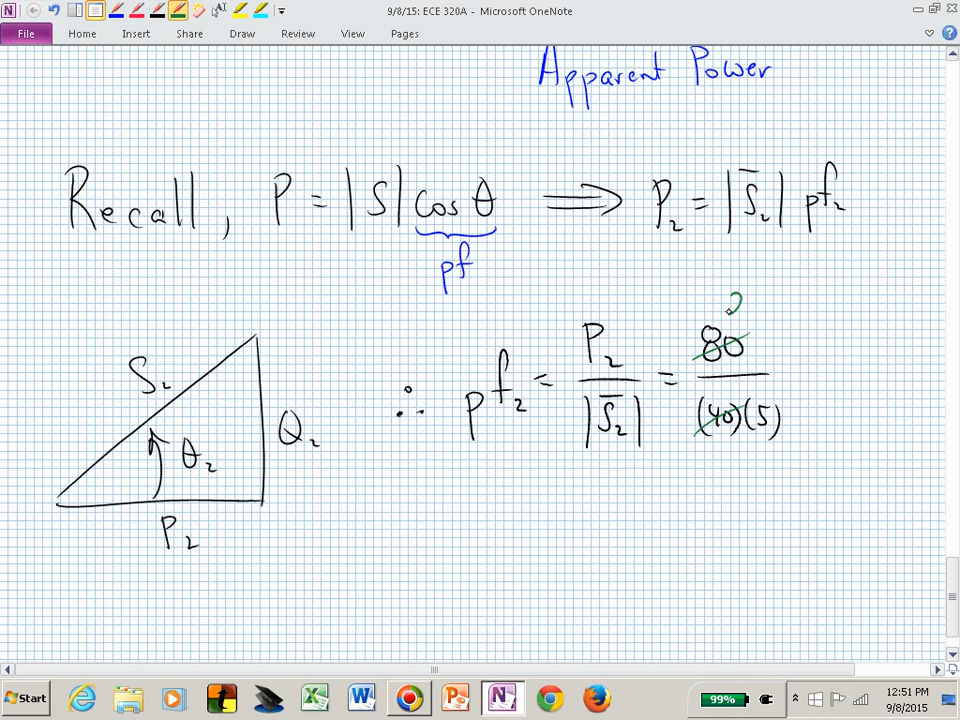 9/8/15: ECE 320A - Microsoft OneNote
File Home Insert Share Draw Review View Pages
Apparent Power
Recall, P = |S| cos θ ⟹ P₂ = |S̅₂| pf₂
pf
S₂ θ₂ Q₂ P₂
∴ pf₂ = P₂ / |S̅₂| = 80 / (40)(5)
2
Start
99%
12:51 PM
9/8/2015